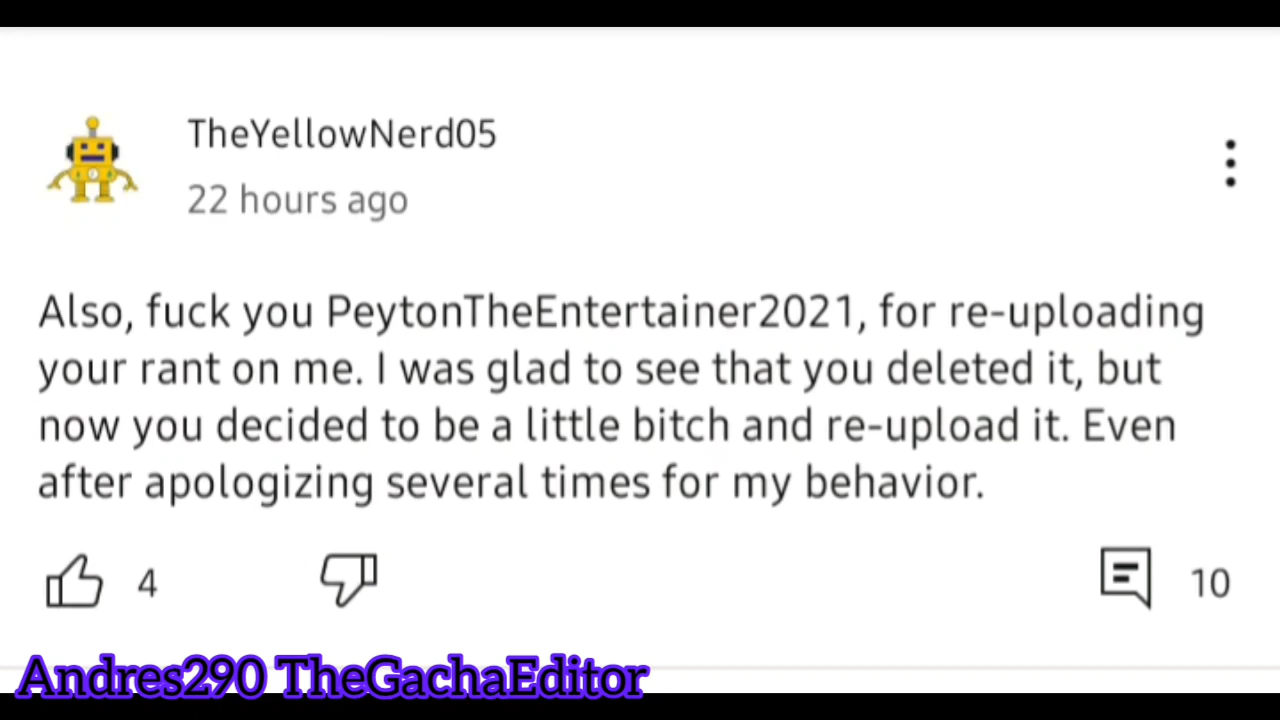 TheYellowNerd05
22 hours ago
Also, fuck you PeytonTheEntertainer2021, for re-uploading
your rant on me. I was glad to see that you deleted it, but
now you decided to be a little bitch and re-upload it. Even
after apologizing several times for my behavior.
4 10
Andres290 TheGachaEditor